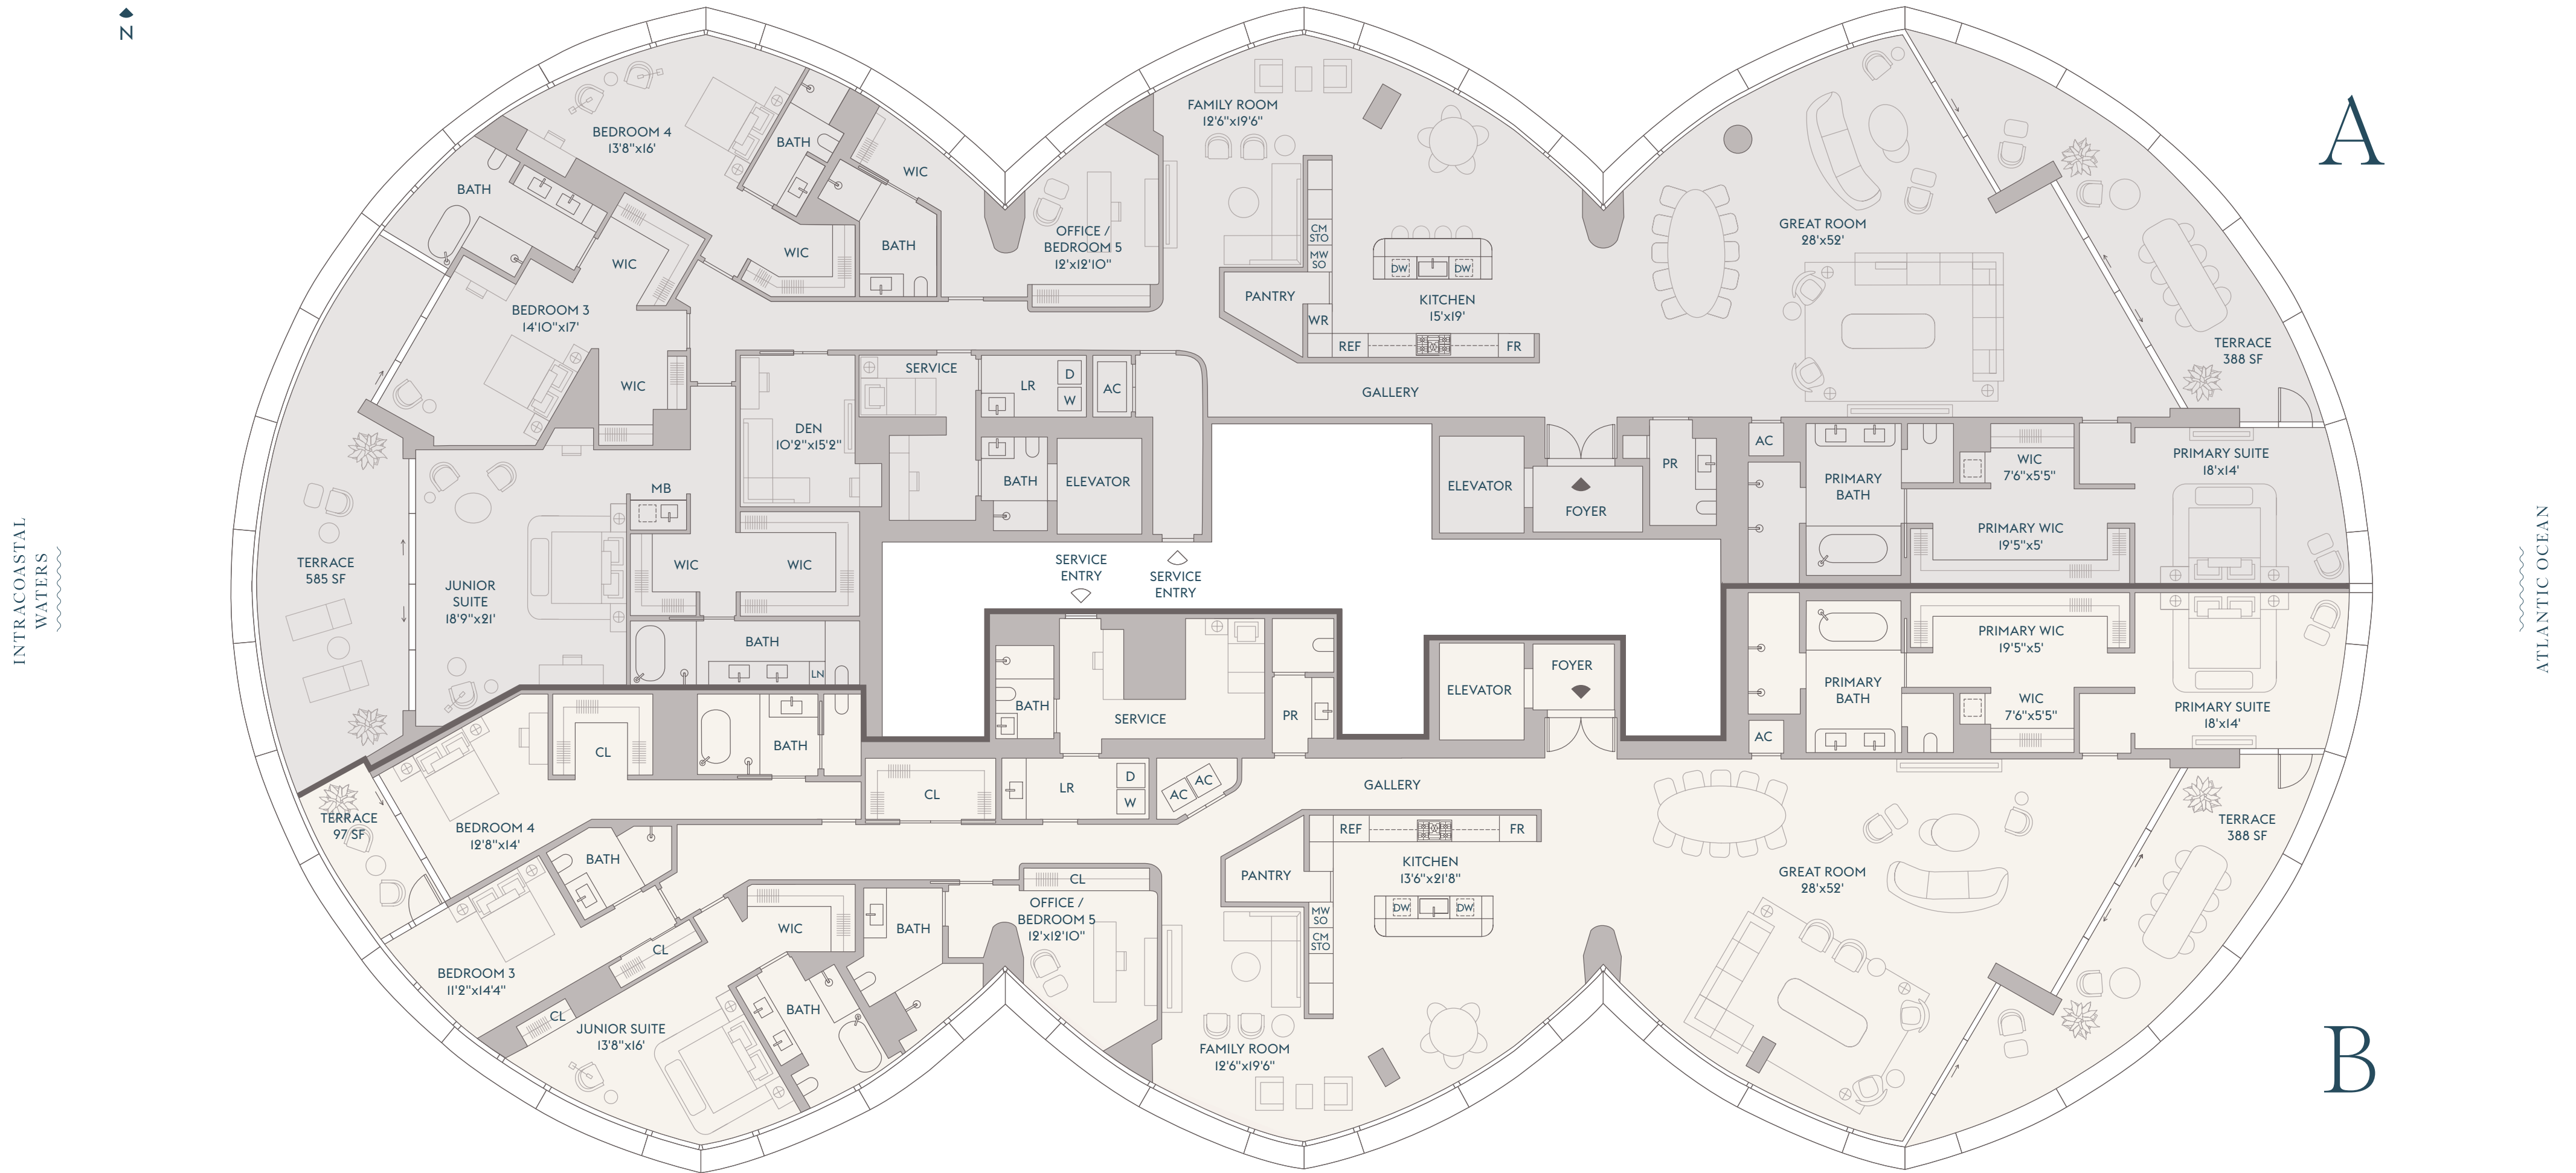 N
A
BEDROOM 4
13'8"x16'
BATH
WIC
BATH
WIC
BATH
WIC
BEDROOM 3
14'10"x17'
WIC
OFFICE /
BEDROOM 5
12'x12'10"
FAMILY ROOM
12'6"x19'6"
CM
STO
MW
SO
DW
DW
PANTRY
WR
KITCHEN
15'x19'
REF
FR
GREAT ROOM
28'x52'
TERRACE
388 SF
GALLERY
SERVICE
LR
D
W
AC
DEN
10'2"x15'2"
BATH
ELEVATOR
ELEVATOR
FOYER
PR
AC
PRIMARY
BATH
WIC
7'6"x5'5"
PRIMARY WIC
19'5"x5'
PRIMARY SUITE
18'x14'
MB
WIC
WIC
TERRACE
585 SF
JUNIOR
SUITE
18'9"x21'
BATH
LN
SERVICE
ENTRY
SERVICE
ENTRY
INTRACOASTAL
WATERS
ATLANTIC OCEAN
BATH
SERVICE
PR
ELEVATOR
FOYER
AC
PRIMARY
BATH
PRIMARY WIC
19'5"x5'
WIC
7'6"x5'5"
PRIMARY SUITE
18'x14'
CL
BATH
CL
LR
D
W
AC
AC
GALLERY
TERRACE
97 SF
BEDROOM 4
12'8"x14'
BATH
BEDROOM 3
11'2"x14'4"
CL
CL
WIC
BATH
CL
OFFICE /
BEDROOM 5
12'x12'10"
JUNIOR SUITE
13'8"x16'
BATH
PANTRY
REF
FR
KITCHEN
13'6"x21'8"
DW
DW
MW
SO
CM
STO
FAMILY ROOM
12'6"x19'6"
GREAT ROOM
28'x52'
TERRACE
388 SF
B